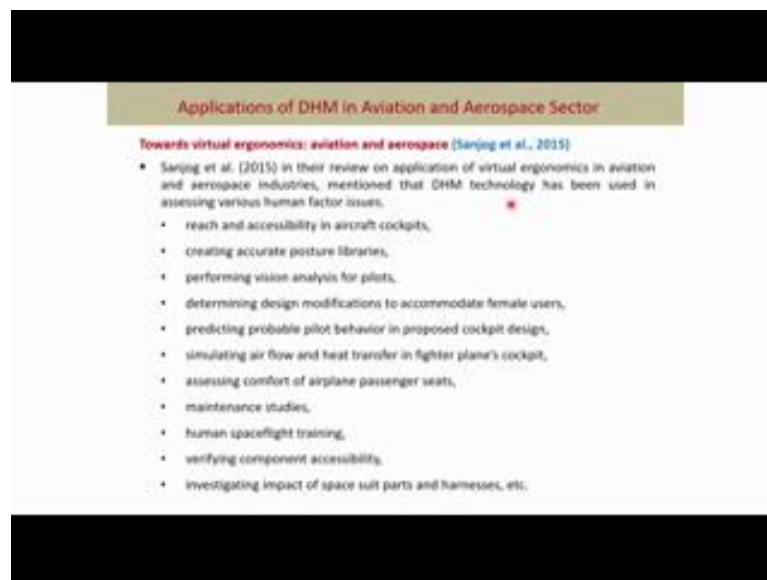 Applications of DHM in Aviation and Aerospace Sector
Towards virtual ergonomics: aviation and aerospace (Sanjog et al., 2015)
• Sanjog et al. (2015) in their review on application of virtual ergonomics in aviation
and aerospace industries, mentioned that DHM technology has been used in
assessing various human factor issues.
• reach and accessibility in aircraft cockpits,
• creating accurate posture libraries,
• performing vision analysis for pilots,
• determining design modifications to accommodate female users,
• predicting probable pilot behavior in proposed cockpit design,
• simulating air flow and heat transfer in fighter plane's cockpit,
• assessing comfort of airplane passenger seats,
• maintenance studies,
• human spaceflight training,
• verifying component accessibility,
• investigating impact of space suit parts and harnesses, etc.